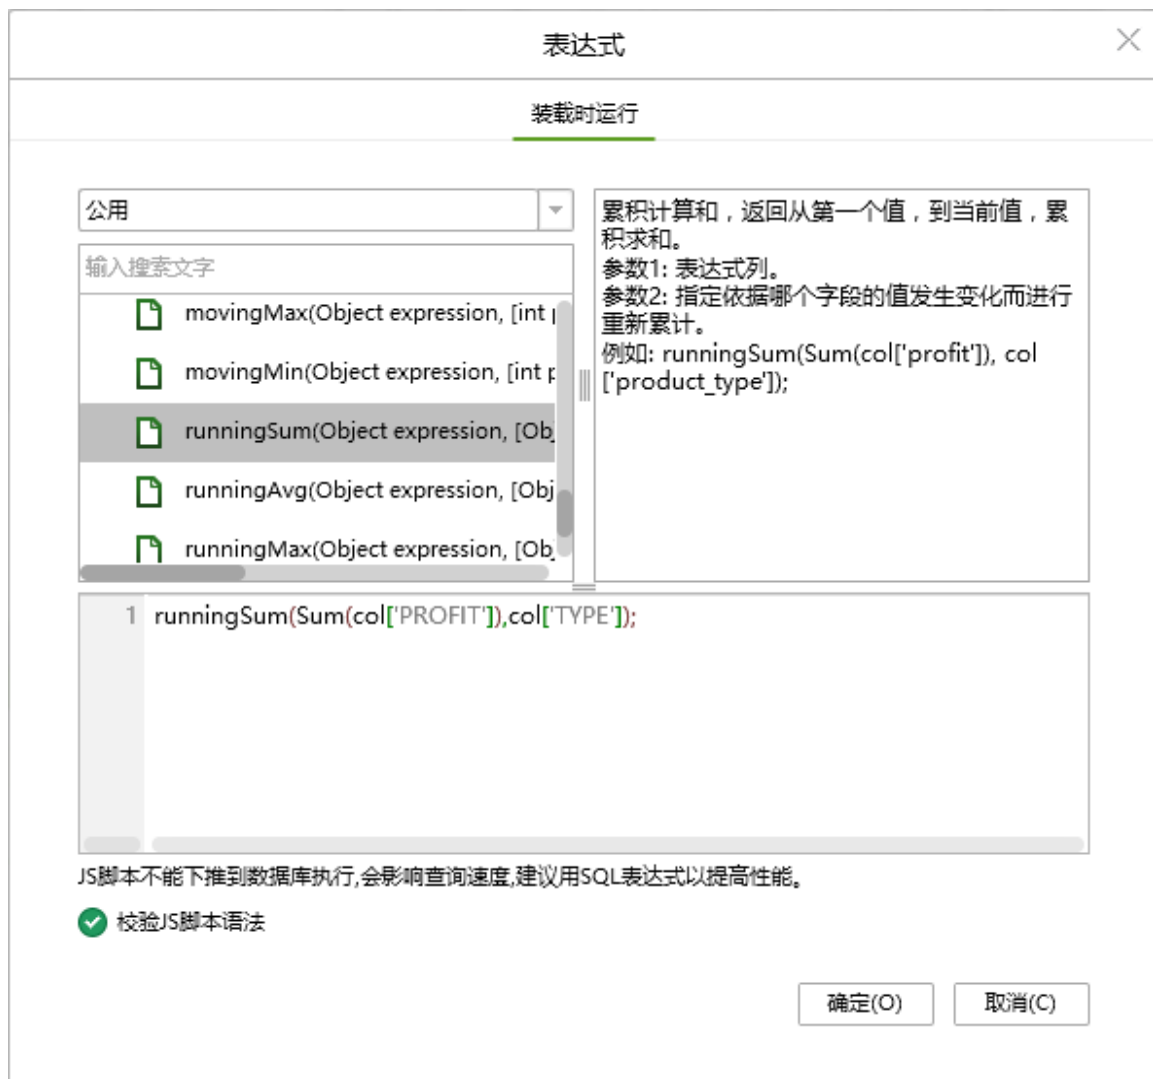 表达式
装载时运行
公用
输入搜索文字
movingMax(Object expression, [int p
movingMin(Object expression, [int p
runningSum(Object expression, [Obj
runningAvg(Object expression, [Obj
runningMax(Object expression, [Obj
累积计算和，返回从第一个值，到当前值，累
积求和。
参数1: 表达式列。
参数2: 指定依据哪个字段的值发生变化而进行
重新累计。
例如: runningSum(Sum(col['profit']), col
['product_type']);
1 runningSum(Sum(col['PROFIT']),col['TYPE']);
JS脚本不能下推到数据库执行,会影响查询速度,建议用SQL表达式以提高性能。
校验JS脚本语法
确定(O) 取消(C)